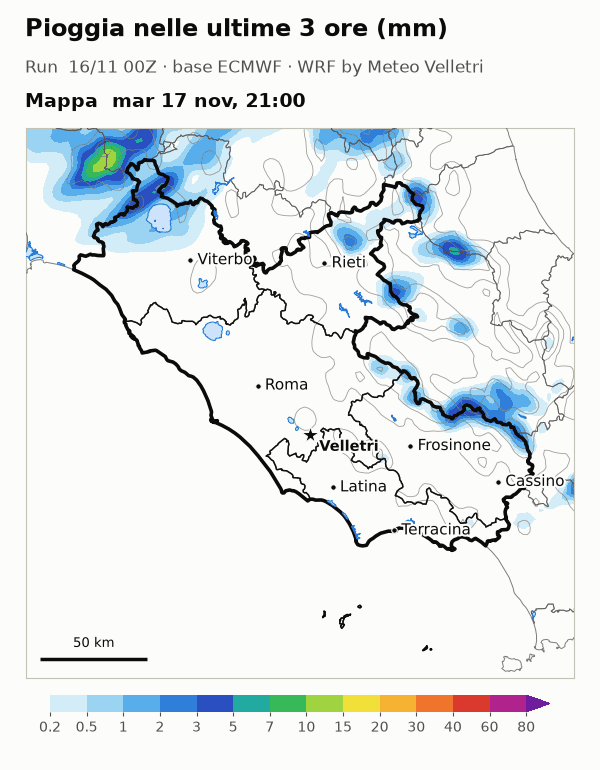 Pioggia nelle ultime 3 ore (mm)
Run  16/11 00Z · base ECMWF · WRF by Meteo Velletri
Mappa  mar 17 nov, 21:00
Viterbo
Rieti
Roma
Velletri
Frosinone
Cassino
Latina
Terracina
50 km
0.2 0.5 1 2 3 5 7 10 15 20 30 40 60 80